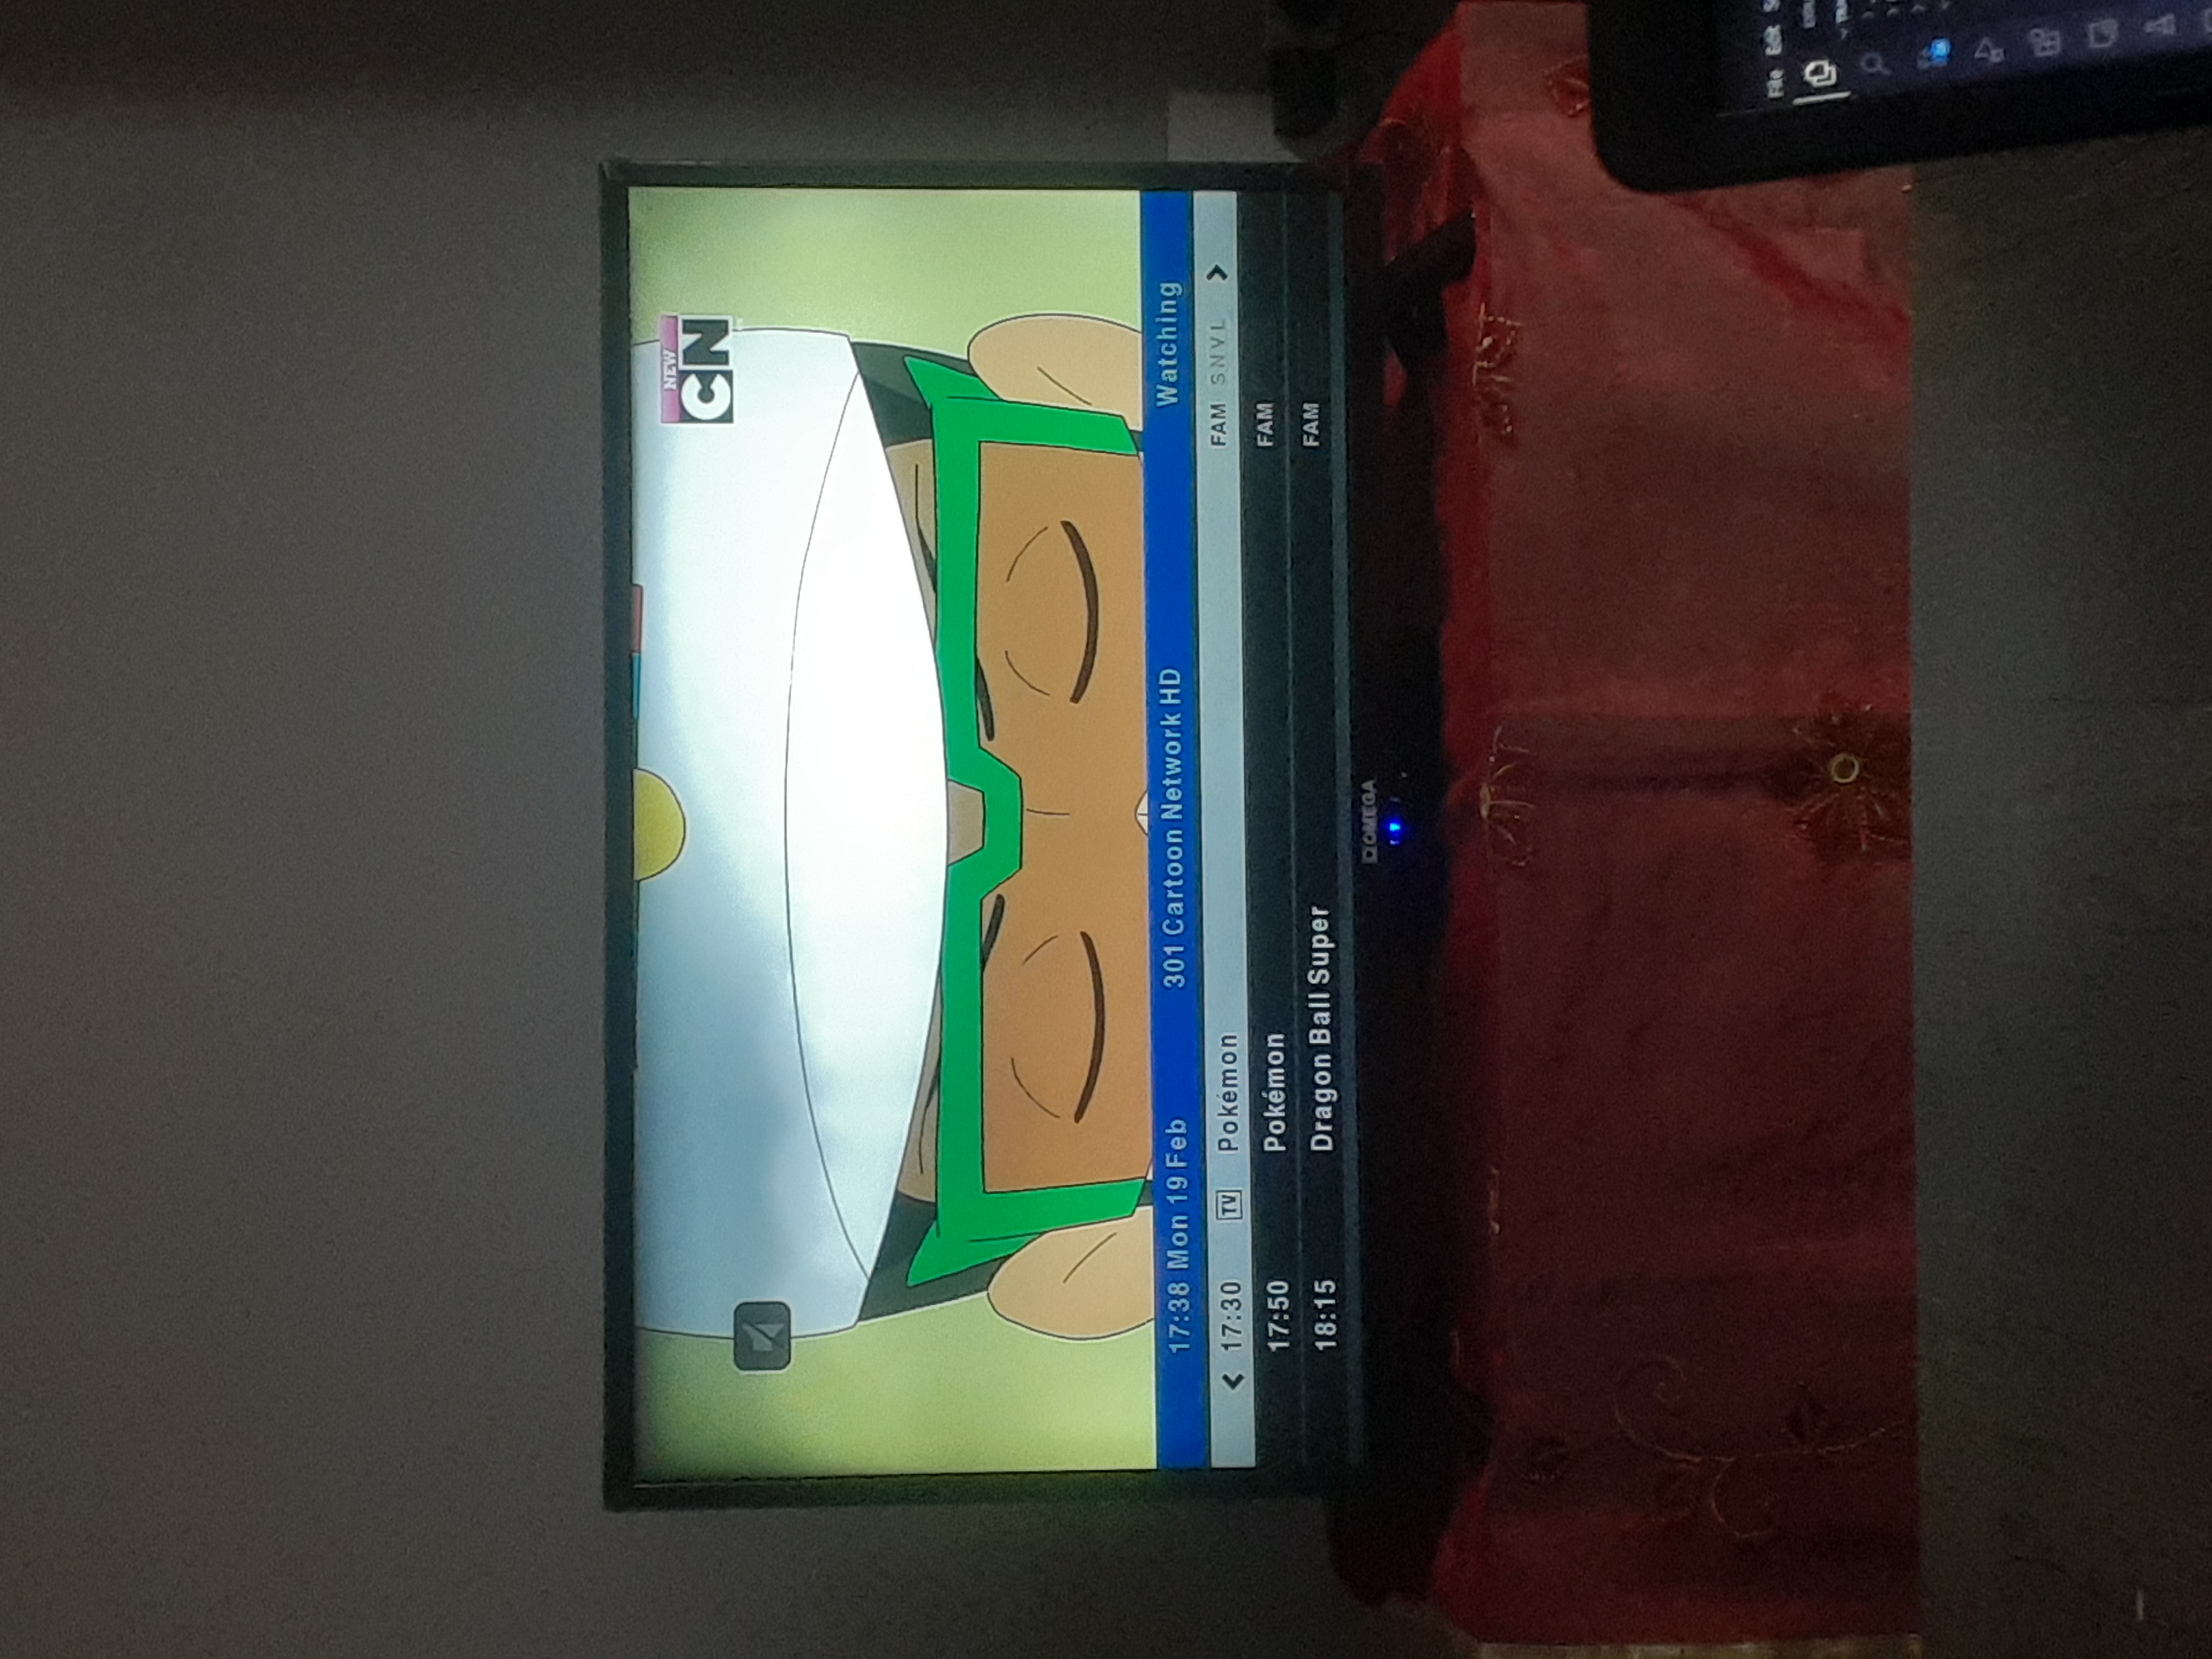 NEW
CN
17:38 Mon 19 Feb 301 Cartoon Network HD Watching
17:30 TV Pokémon FAM SNVL
17:50 Pokémon FAM
18:15 Dragon Ball Super FAM
OMEGA
File Edit